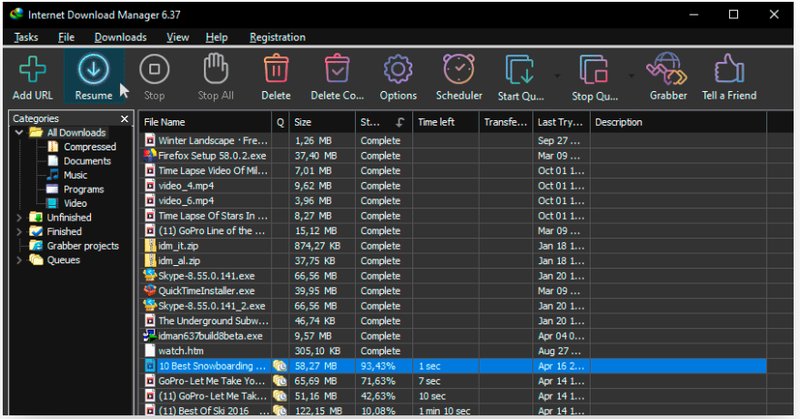 Internet Download Manager 6.37
Tasks File Downloads View Help Registration
Add URL Resume Stop Stop All Delete Delete Co... Options Scheduler Start Qu... Stop Qu... Grabber Tell a Friend
Categories
All Downloads
Compressed
Documents
Music
Programs
Video
Unfinished
Finished
Grabber projects
Queues
File Name Q Size St... Time left Transfe... Last Try... Description
Winter Landscape · Fre... 1,26 MB Complete Sep 27 ...
Firefox Setup 58.0.2.exe 37,40 MB Complete Mar 09 ...
Time Lapse Video Of Mil... 7,01 MB Complete Oct 01 1...
video_4.mp4 9,62 MB Complete Oct 01 1...
video_6.mp4 3,96 MB Complete Oct 01 1...
Time Lapse Of Stars In ... 8,27 MB Complete Oct 01 1...
(11) GoPro Line of the ... 15,12 MB Complete Mar 09 ...
idm_it.zip 874,27 KB Complete Jan 18 1...
idm_al.zip 37,75 KB Complete Jan 18 1...
Skype-8.55.0.141.exe 66,56 MB Complete Jan 20 1...
QuickTimeInstaller.exe 39,95 MB Complete Mar 09 ...
Skype-8.55.0.141_2.exe 66,56 MB Complete Jan 20 1...
The Underground Subw... 46,74 KB Complete Jan 20 1...
idman637build8beta.exe 9,57 MB Complete Apr 04 0...
watch.htm 305,10 KB Complete Aug 27 ...
10 Best Snowboarding ... 58,27 MB 93,43% 1 sec Apr 16 2...
GoPro- Let Me Take Yo... 65,69 MB 71,63% 7 sec Apr 14 1...
(11) GoPro- Let Me Tak... 51,16 MB 42,63% 10 sec Apr 14 1...
(11) Best Of Ski 2016 122,15 MB 10,08% 1 min 10 sec Apr 14 1...